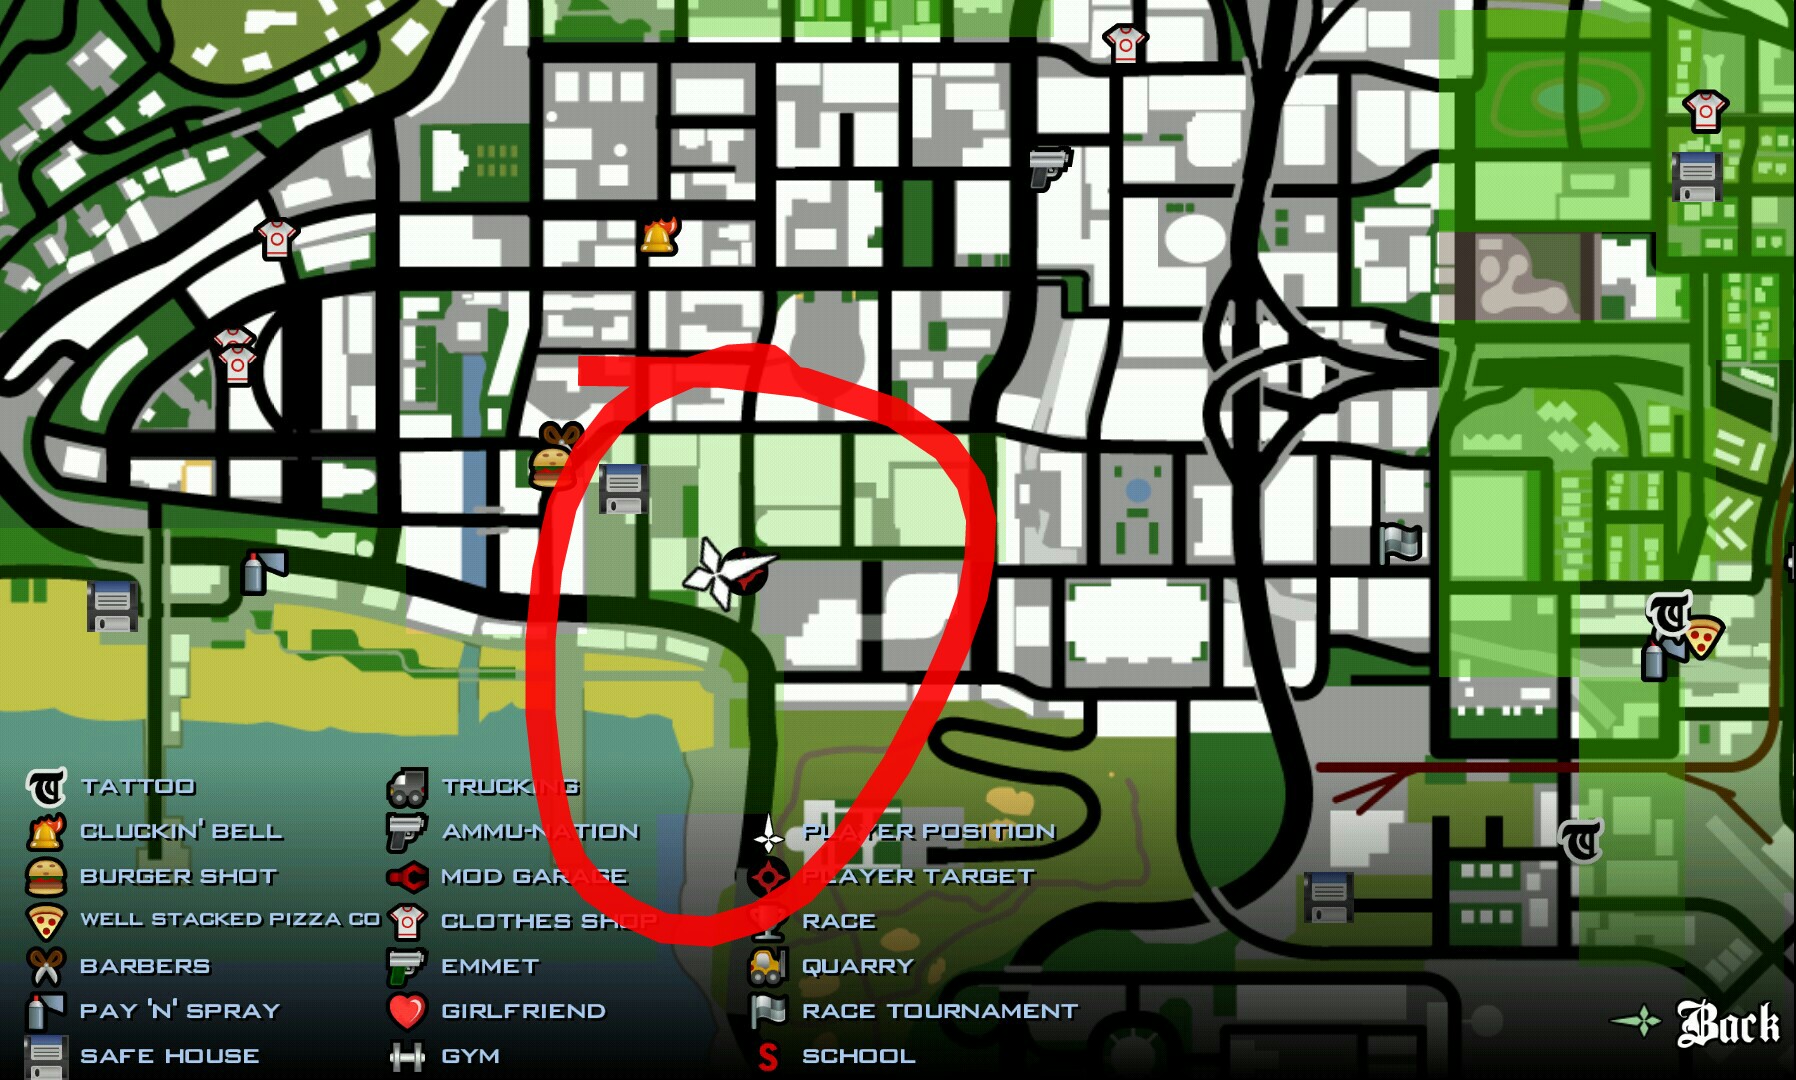 TATTOO
CLUCKIN' BELL
BURGER SHOT
WELL STACKED PIZZA CO
BARBERS
PAY 'N' SPRAY
SAFE HOUSE
TRUCKING
AMMU-NATION
MOD GARAGE
CLOTHES SHOP
EMMET
GIRLFRIEND
GYM
PLAYER POSITION
PLAYER TARGET
RACE
QUARRY
RACE TOURNAMENT
S SCHOOL
Back